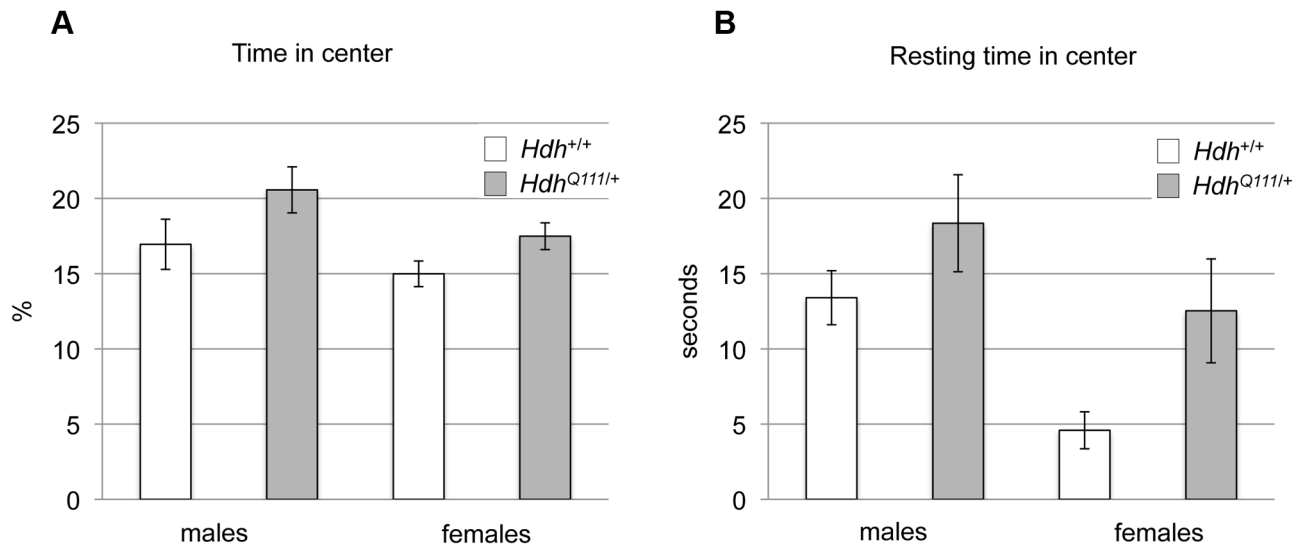 A
Time in center
25
20
15
10
5
0
%
Hdh+/+
HdhQ111/+
males females
B
Resting time in center
25
20
15
10
5
0
seconds
Hdh+/+
HdhQ111/+
males females